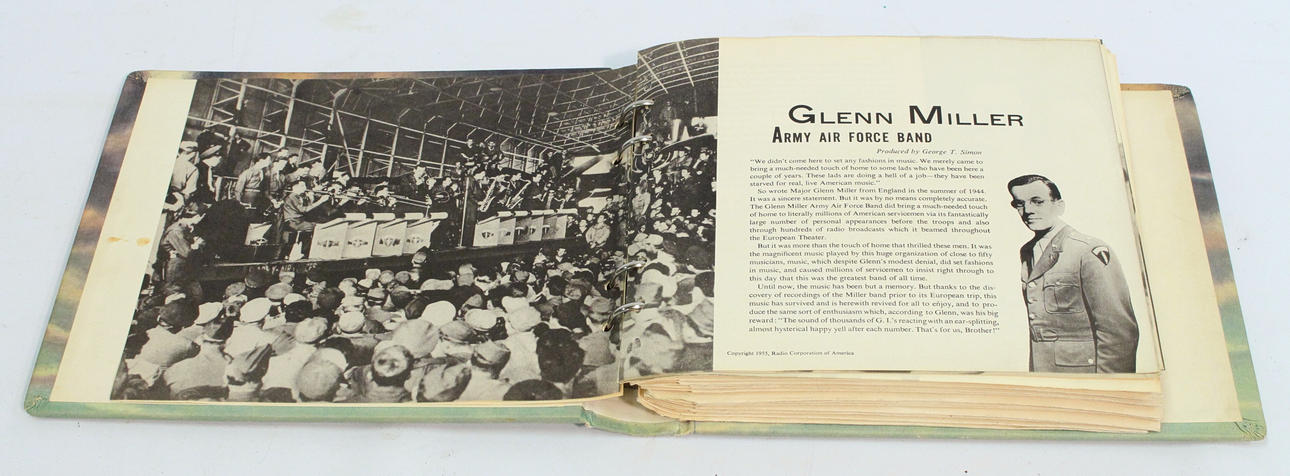 GLENN MILLER
ARMY AIR FORCE BAND
Produced by George T. Simon
"We didn't come here to set any fashions in music. We merely came to
bring a much-needed touch of home to some lads who have been here a
couple of years. These lads are doing a hell of a job—they have been
starved for real, live American music."
So wrote Major Glenn Miller from England in the summer of 1944.
It was a sincere statement. But it was by no means completely accurate.
The Glenn Miller Army Air Force Band did bring a much-needed touch
of home to literally millions of American servicemen via its fantastically
large number of personal appearances before the troops and also
through hundreds of radio broadcasts which it beamed throughout
the European Theater.
But it was more than the touch of home that thrilled these men. It was
the magnificent music played by this huge organization of close to fifty
musicians, music, which despite Glenn's modest denial, did set fashions
in music, and caused millions of servicemen to insist right through to
this day that this was the greatest band of all time.
Until now, the music has been but a memory. But thanks to the dis-
covery of recordings of the Miller band prior to its European trip, this
music has survived and is herewith revived for all to enjoy, and to pro-
duce the same sort of enthusiasm which, according to Glenn, was his big
reward: "The sound of thousands of G. I.'s reacting with an ear-splitting,
almost hysterical happy yell after each number. That's for us, Brother!"
Copyright 1955, Radio Corporation of America